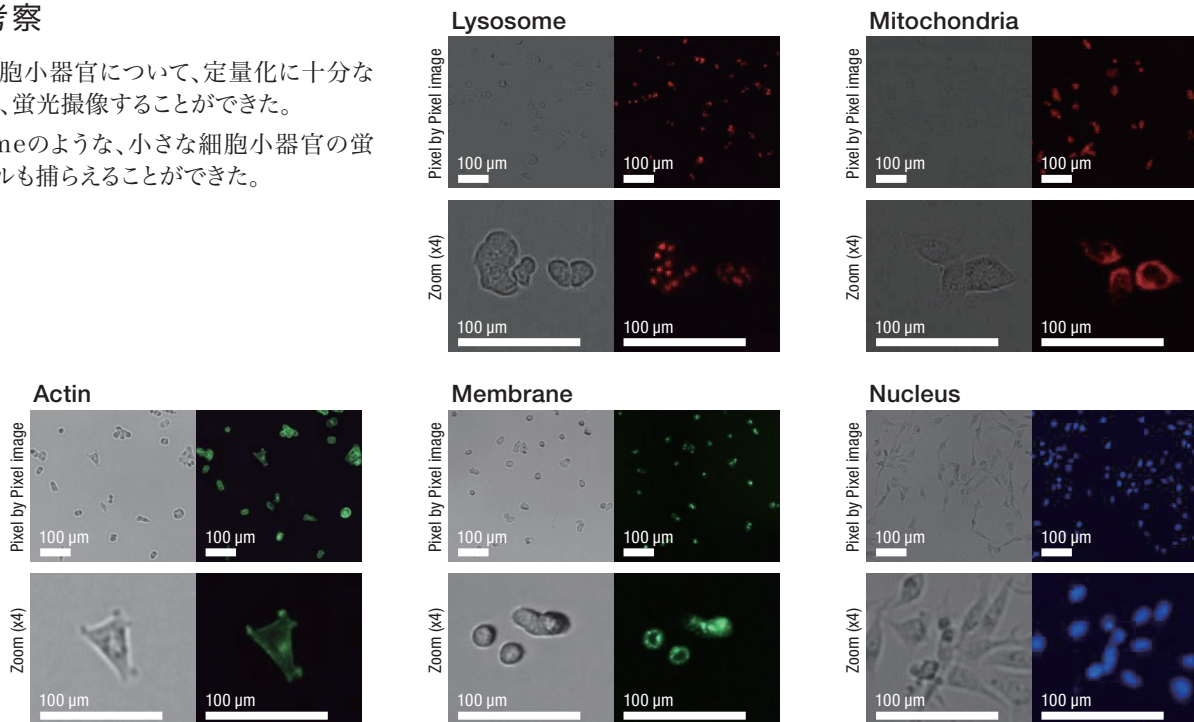 考察
胞小器官について、定量化に十分な
、蛍光撮像することができた。
meのような、小さな細胞小器官の蛍
ルも捕らえることができた。
Lysosome
Pixel by Pixel image
100 µm
100 µm
Zoom (x4)
100 µm
100 µm
Mitochondria
Pixel by Pixel image
100 µm
100 µm
Zoom (x4)
100 µm
100 µm
Actin
Pixel by Pixel image
100 µm
100 µm
Zoom (x4)
100 µm
100 µm
Membrane
Pixel by Pixel image
100 µm
100 µm
Zoom (x4)
100 µm
100 µm
Nucleus
Pixel by Pixel image
100 µm
100 µm
Zoom (x4)
100 µm
100 µm